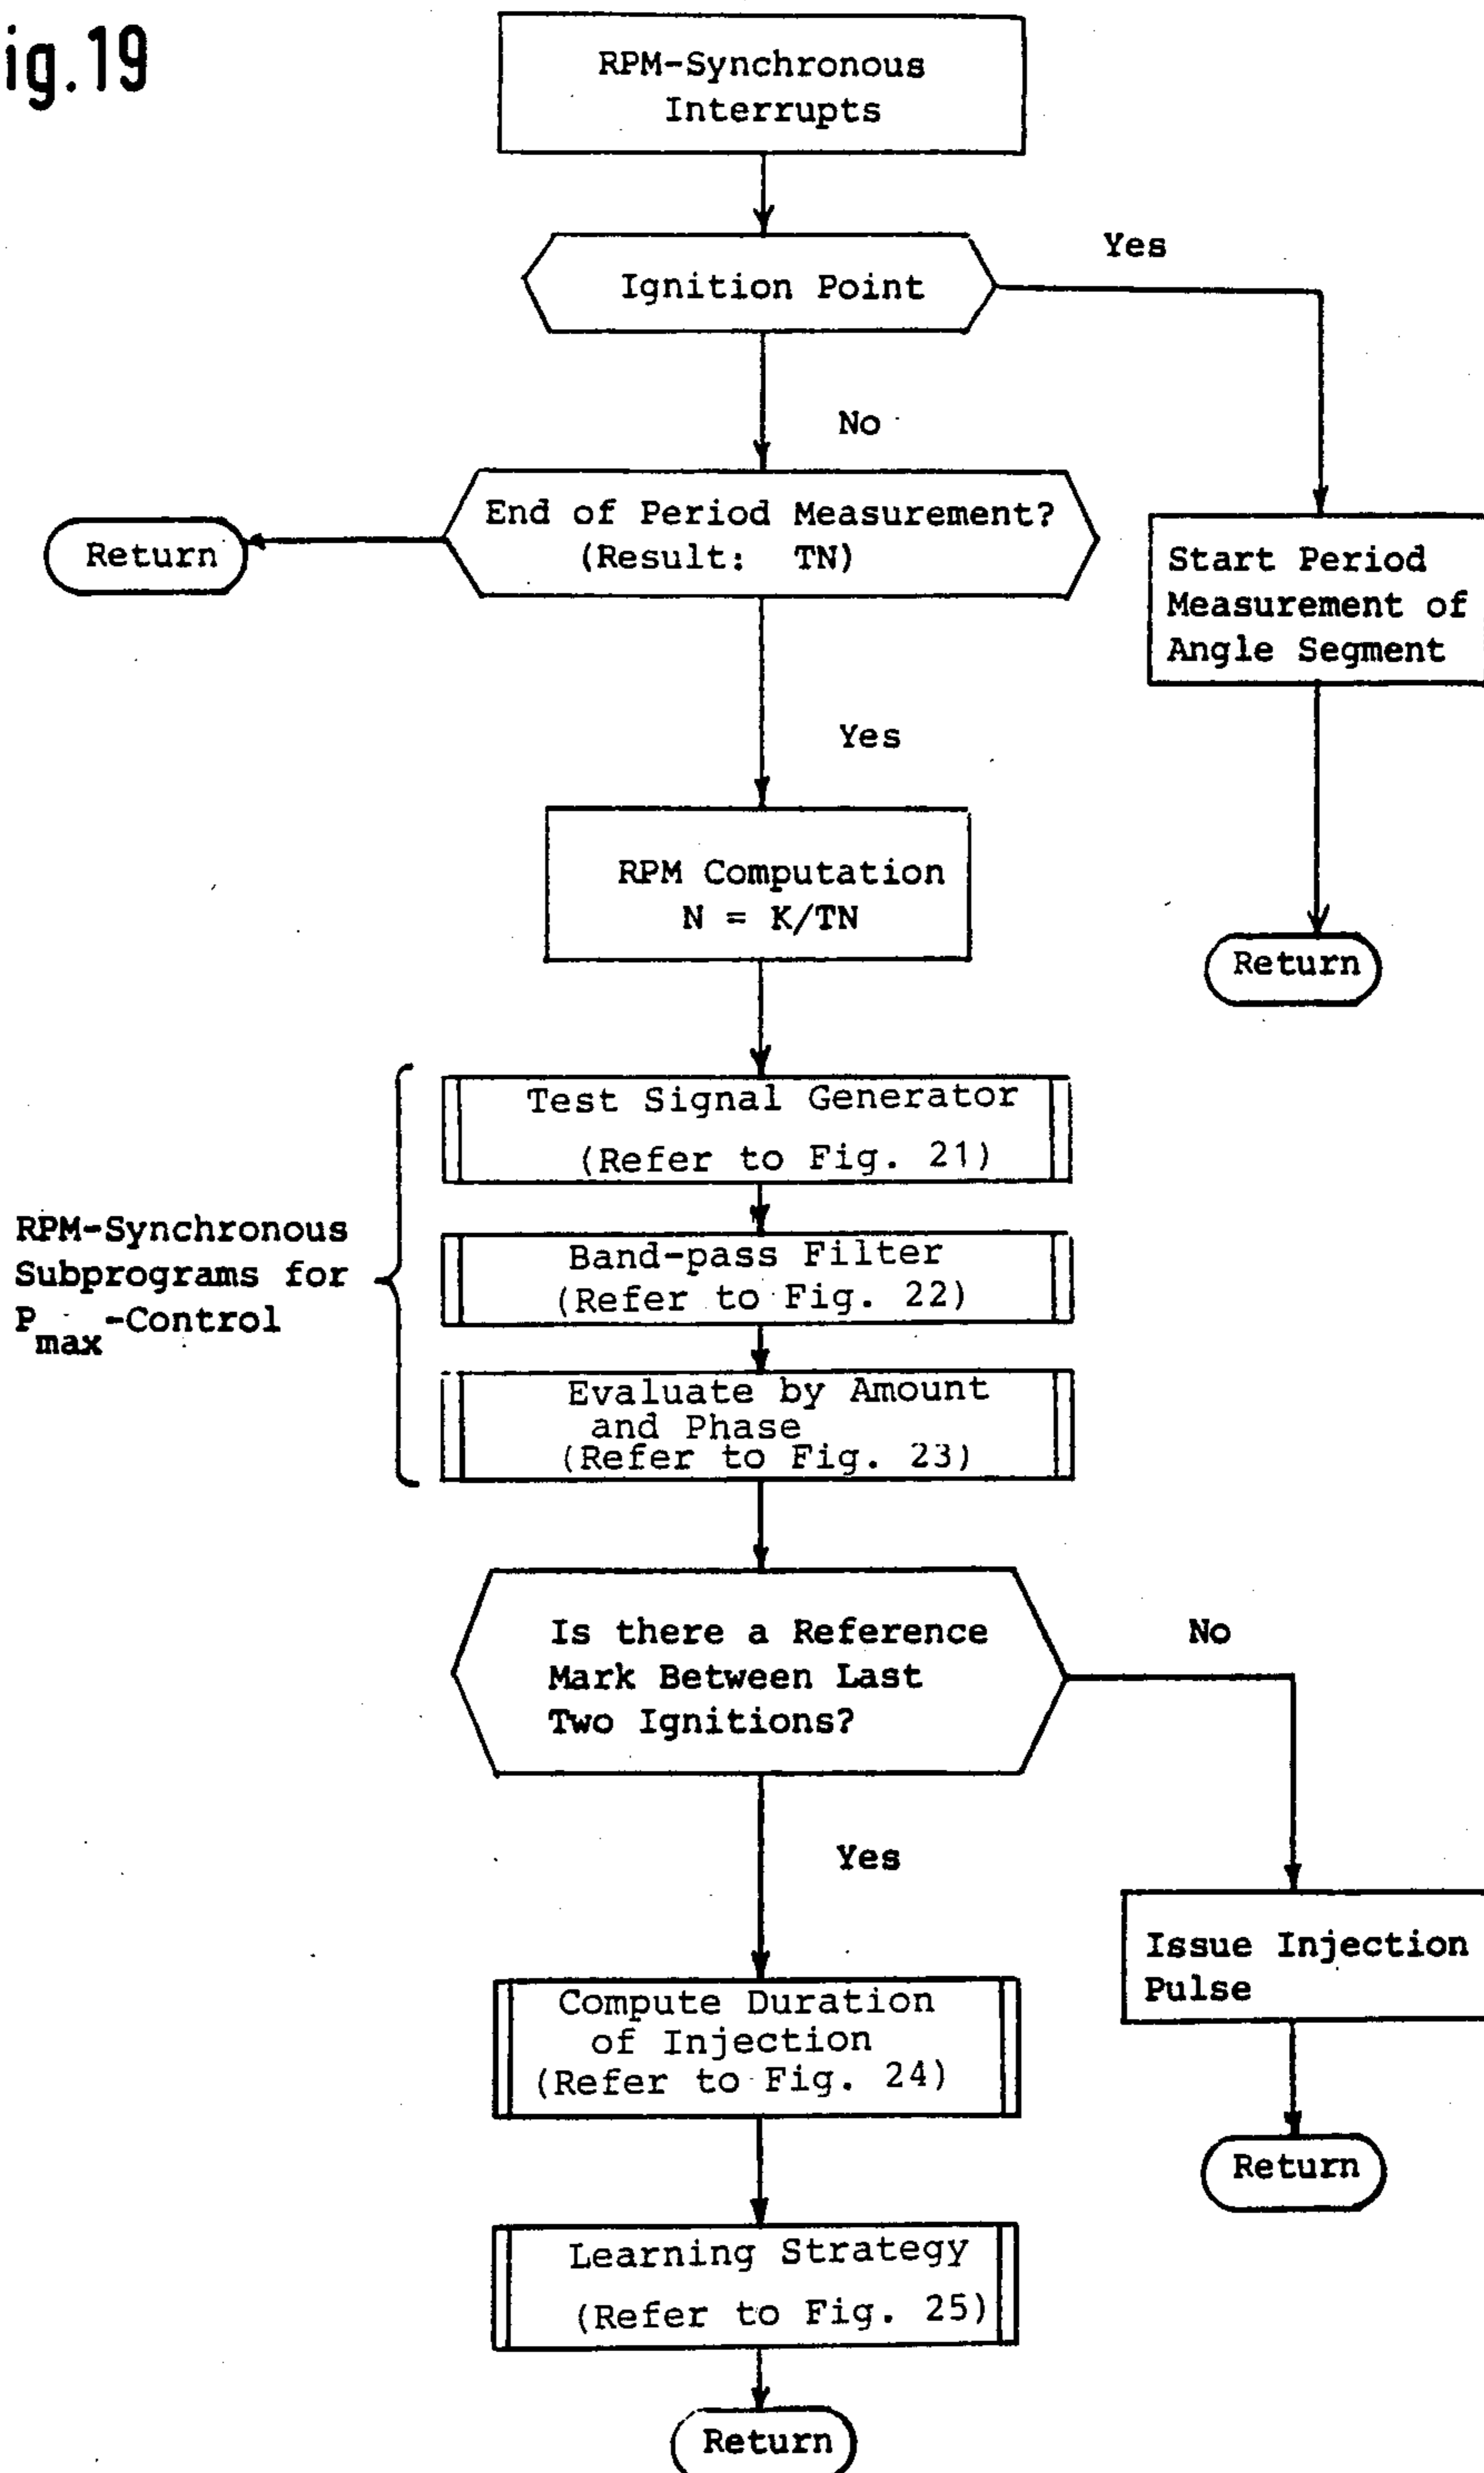 ig.19
RPM-Synchronous
Interrupts
Ignition Point
Yes
No
End of Period Measurement?
(Result: TN)
Return
Start Period
Measurement of
Angle Segment
Yes
RPM Computation
N = K/TN
Return
Test Signal Generator
(Refer to Fig. 21)
RPM-Synchronous
Subprograms for
Pmax-Control
Band-pass Filter
(Refer to Fig. 22)
Evaluate by Amount
and Phase
(Refer to Fig. 23)
Is there a Reference
Mark Between Last
Two Ignitions?
No
Yes
Issue Injection
Pulse
Compute Duration
of Injection
(Refer to Fig. 24)
Return
Learning Strategy
(Refer to Fig. 25)
Return